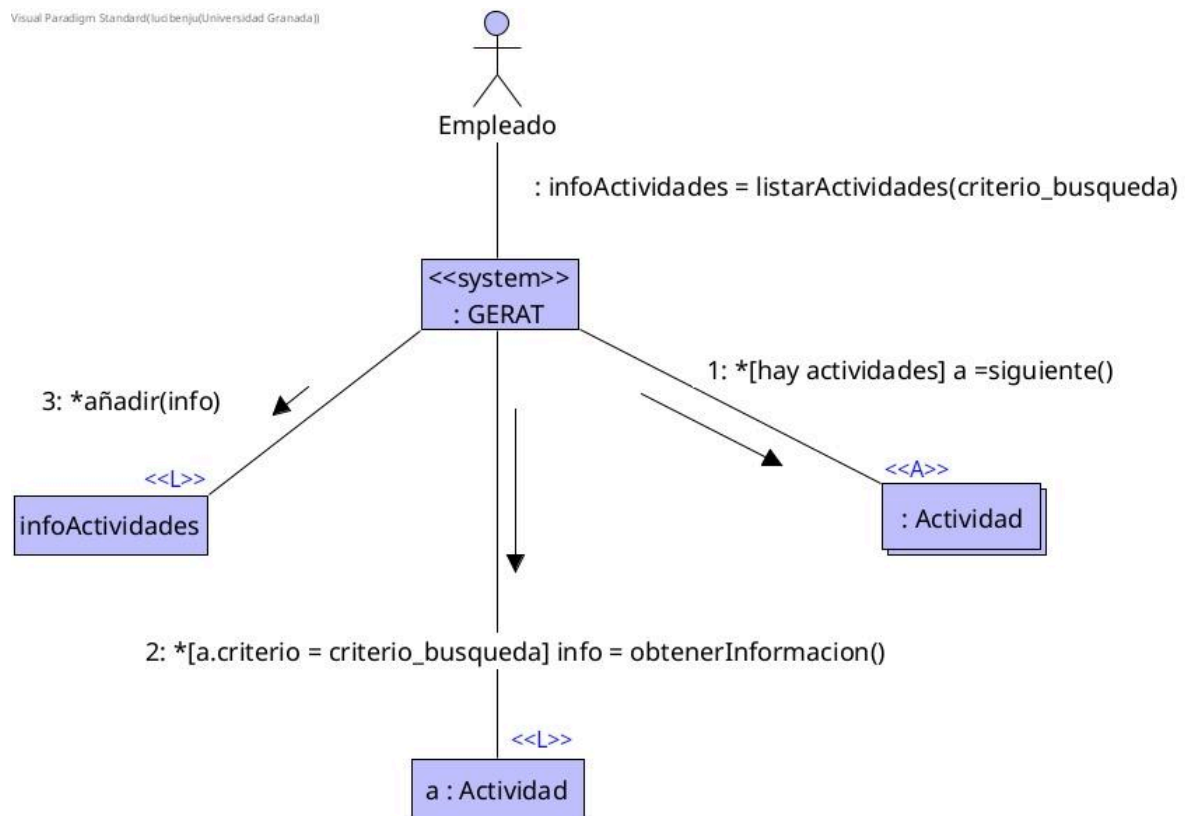 Visual Paradigm Standard(lucibenju(Universidad Granada))
Empleado
: infoActividades = listarActividades(criterio_busqueda)
<<system>>
: GERAT
1: *[hay actividades] a =siguiente()
3: *añadir(info)
<<L>>
infoActividades
<<A>>
: Actividad
2: *[a.criterio = criterio_busqueda] info = obtenerInformacion()
<<L>>
a : Actividad